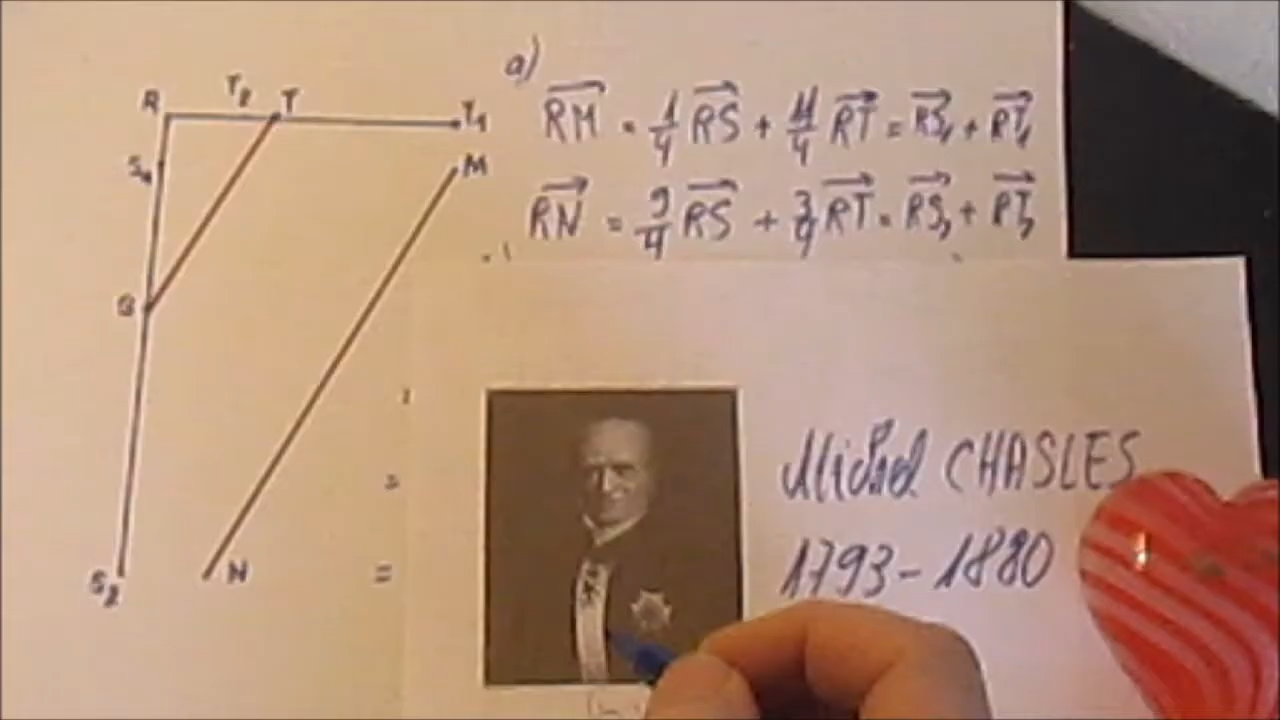 a)
R T₂ T T₁
S₁ M
S
S₂ N
RM = 1/4 RS + 11/4 RT = RS₁ + RT₁
RN = 9/4 RS + 3/4 RT = RS₂ + RT₂
=
Michel CHASLES
1793-1880